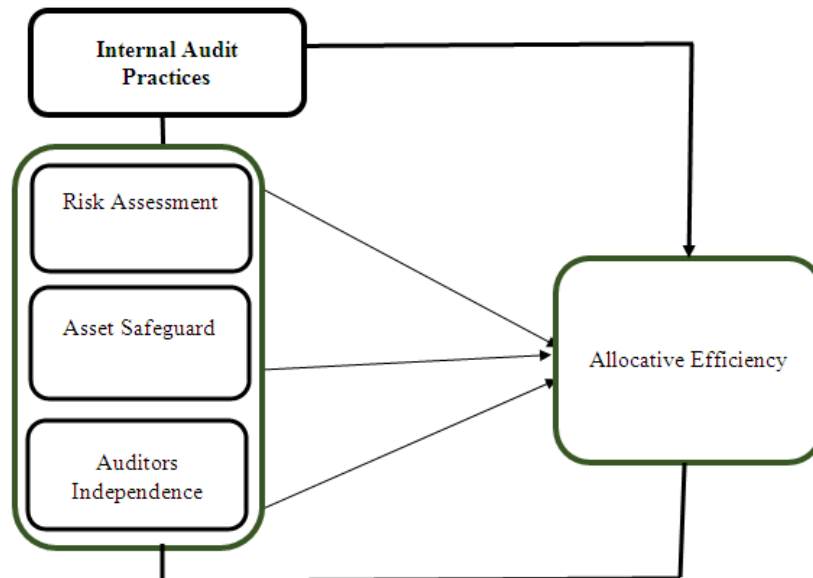 Internal Audit
Practices
Risk Assessment
Asset Safeguard
Auditors
Independence
Allocative Efficiency